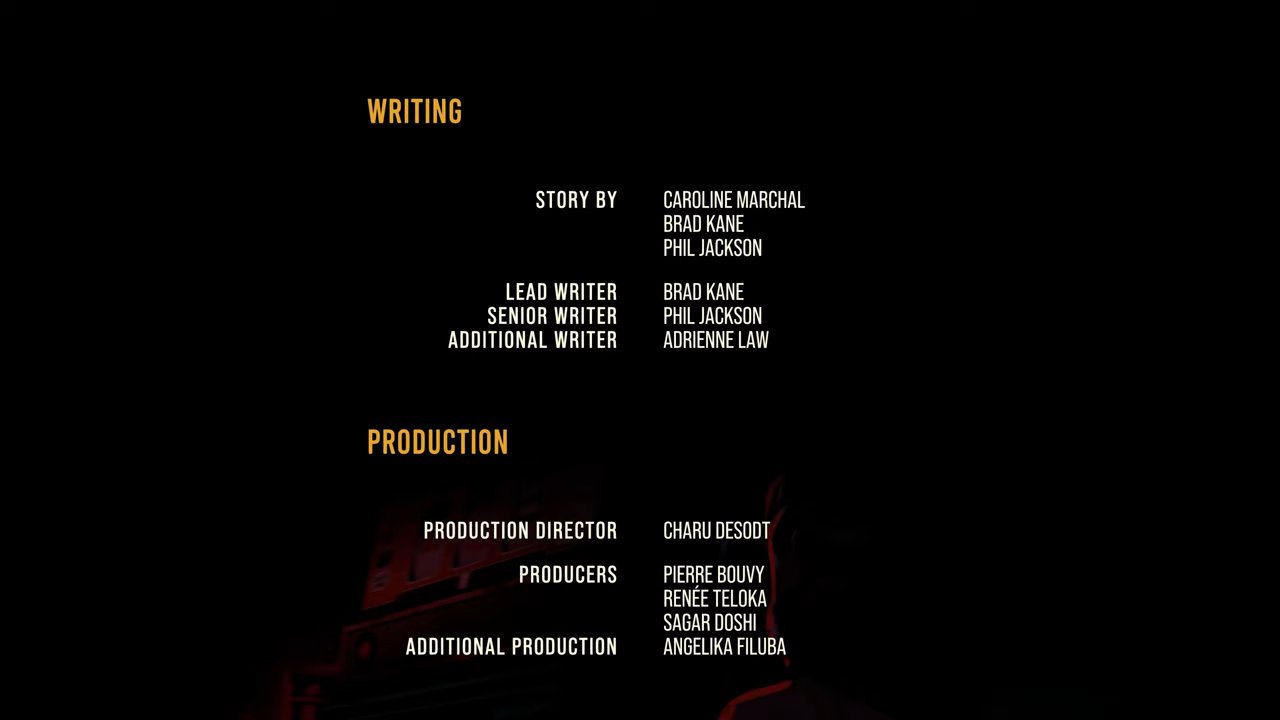 WRITING
STORY BY CAROLINE MARCHAL
BRAD KANE
PHIL JACKSON
LEAD WRITER BRAD KANE
SENIOR WRITER PHIL JACKSON
ADDITIONAL WRITER ADRIENNE LAW
PRODUCTION
PRODUCTION DIRECTOR CHARU DESODT
PRODUCERS PIERRE BOUVY
RENÉE TELOKA
SAGAR DOSHI
ADDITIONAL PRODUCTION ANGELIKA FILUBA